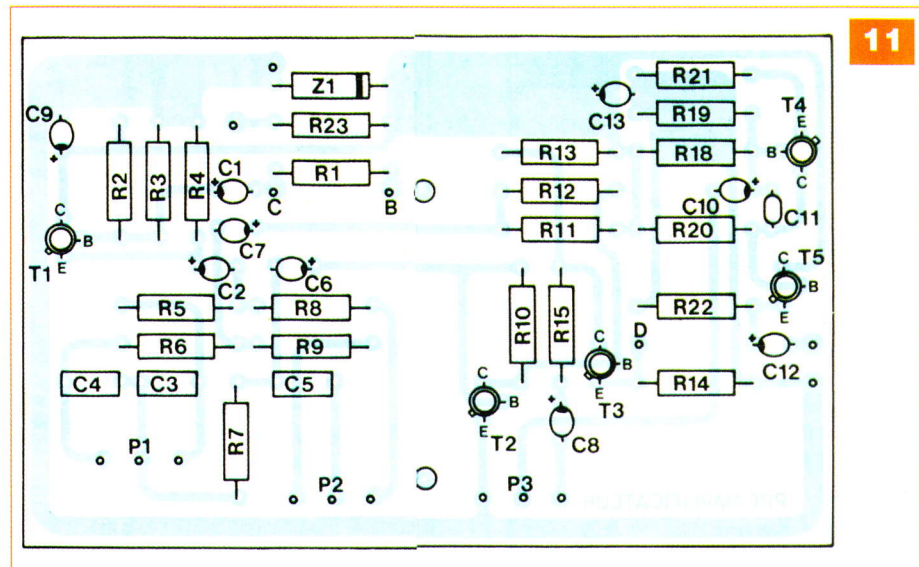 11
Z1
R21
C13
R19
T4
E
C9
R23
R13
R18
B
C
R2
R3
R4
C1
R1
R12
C10
C
B
C11
C
B
E
T1
C7
R11
R20
C2
C6
C
T5
B
E
R5
R8
R10
R15
R22
R6
R9
D
C12
C4
C3
C5
C
B
E
T3
R14
R7
C
B
E
T2
C8
P1
P2
P3
PREAMPLIFICATEUR